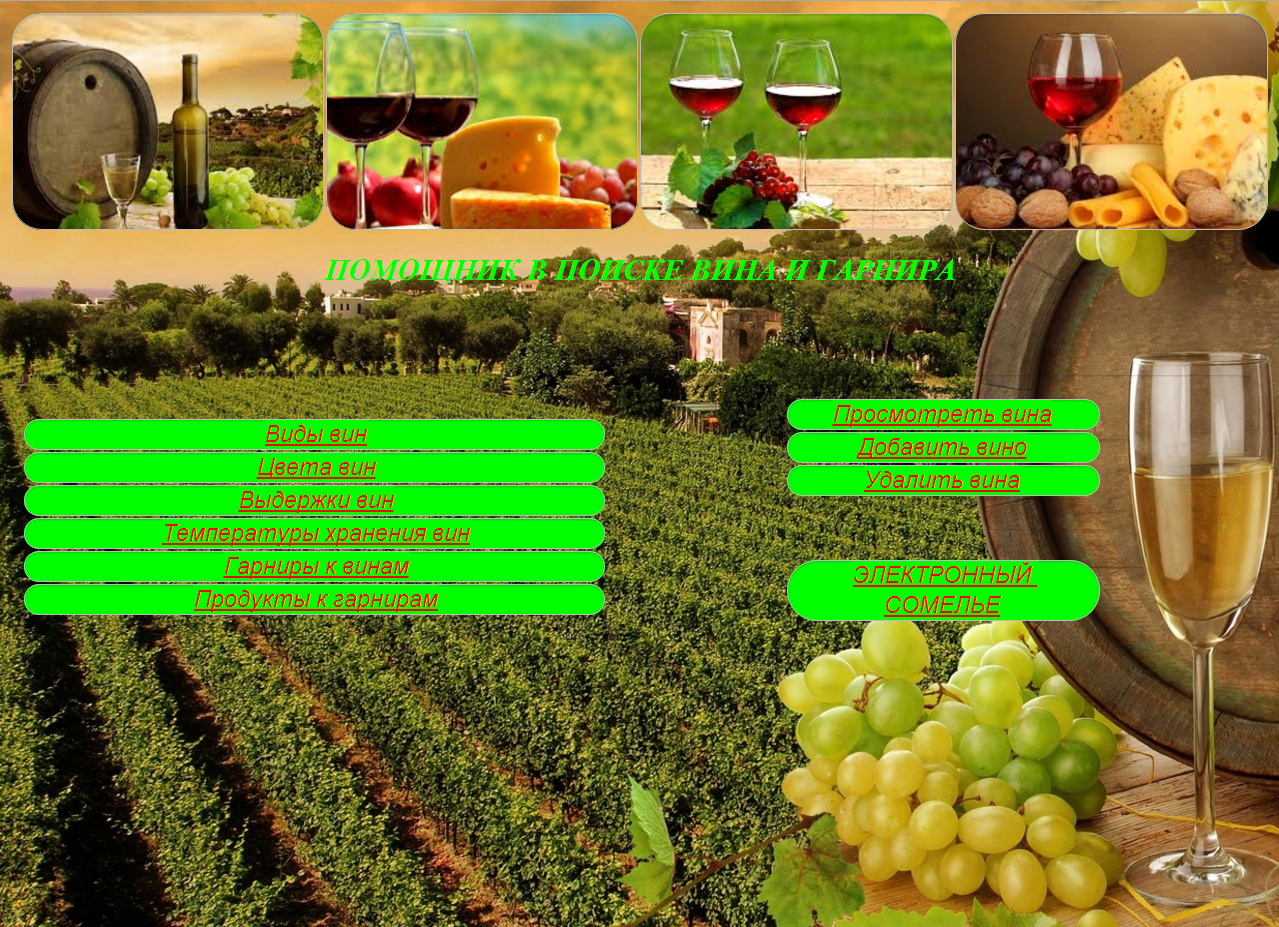 ПОМОЩНИК В ПОИСКЕ ВИНА И ГАРНИРА
Виды вин
Цвета вин
Выдержки вин
Температуры хранения вин
Гарниры к винам
Продукты к гарнирам
Просмотреть вина
Добавить вино
Удалить вина
ЭЛЕКТРОННЫЙ
СОМЕЛЬЕ